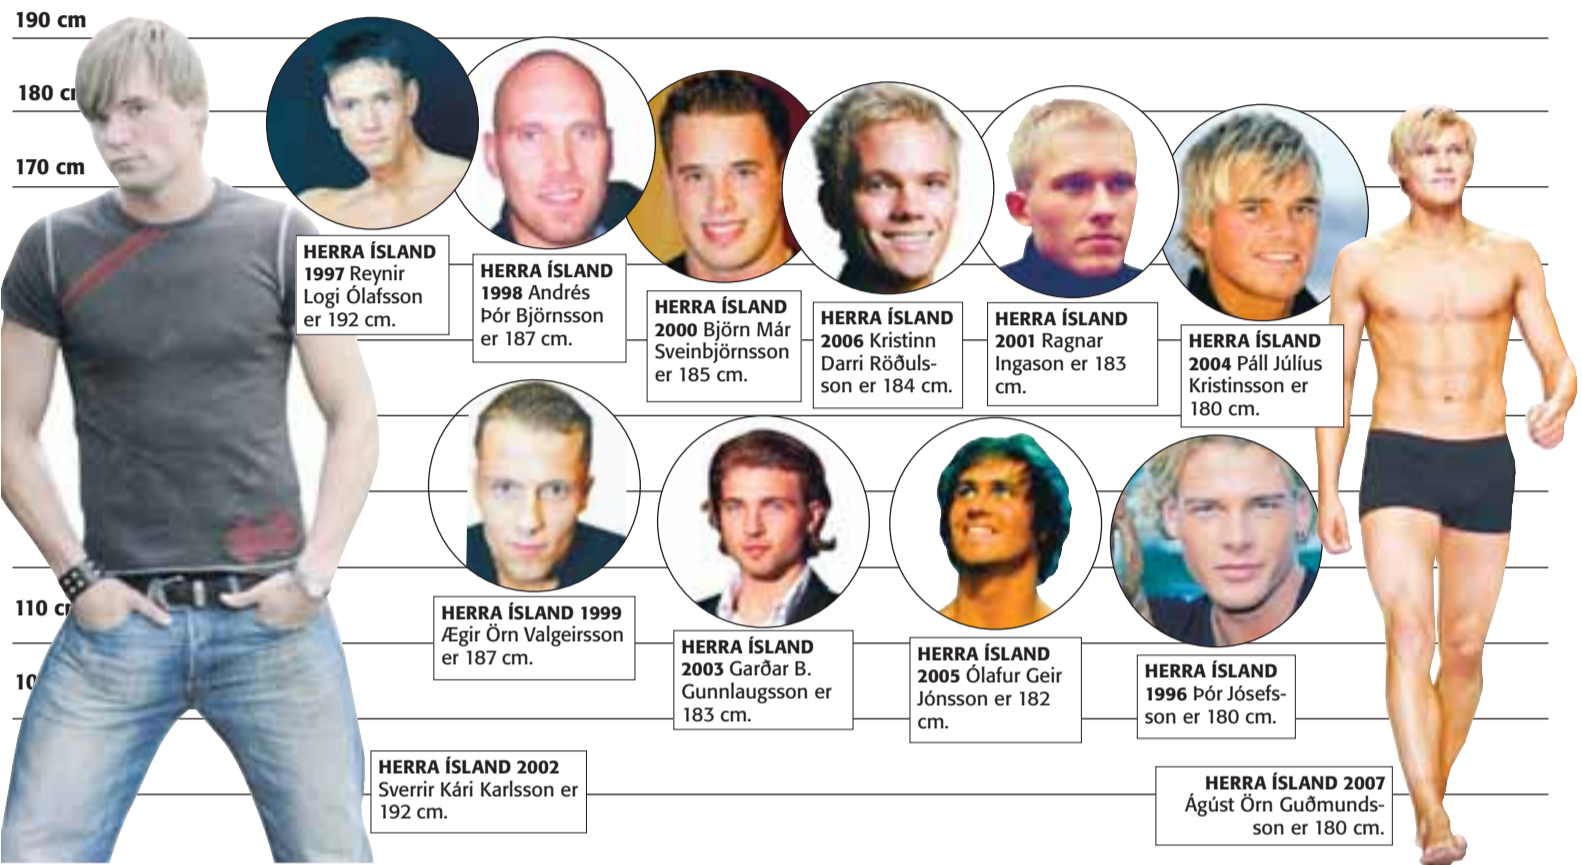 190 cm
180 c
170 cm
110 c
10
HERRA ÍSLAND
1997 Reynir
Logi Ólafsson
er 192 cm.
HERRA ÍSLAND
1998 Andrés
Þór Björnsson
er 187 cm.
HERRA ÍSLAND
2000 Björn Már
Sveinbjörnsson
er 185 cm.
HERRA ÍSLAND
2006 Kristinn
Darri Röðuls-
son er 184 cm.
HERRA ÍSLAND
2001 Ragnar
Ingason er 183
cm.
HERRA ÍSLAND
2004 Páll Júlíus
Kristinsson er
180 cm.
HERRA ÍSLAND 1999
Ægir Örn Valgeirsson
er 187 cm.
HERRA ÍSLAND
2003 Garðar B.
Gunnlaugsson er
183 cm.
HERRA ÍSLAND
2005 Ólafur Geir
Jónsson er 182
cm.
HERRA ÍSLAND
1996 Þór Jósefs-
son er 180 cm.
HERRA ÍSLAND 2002
Sverrir Kári Karlsson er
192 cm.
HERRA ÍSLAND 2007
Ágúst Örn Guðmunds-
son er 180 cm.